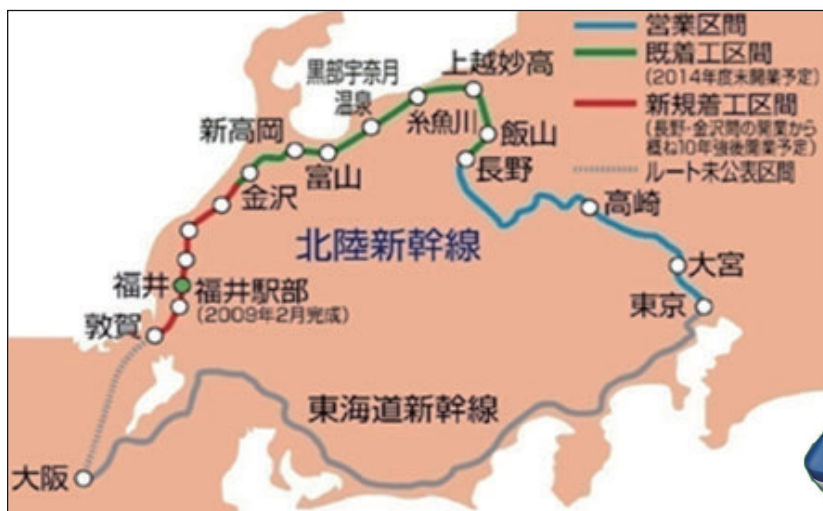 営業区間
既着工区間
(2014年度末開業予定)
新規着工区間
(長野-金沢間の開業から
概ね10年強後開業予定)
ルート未公表区間
上越妙高
黒部宇奈月
温泉
糸魚川
飯山
新高岡
富山
長野
金沢
高崎
北陸新幹線
大宮
福井
福井駅部
(2009年2月完成)
東京
敦賀
東海道新幹線
大阪